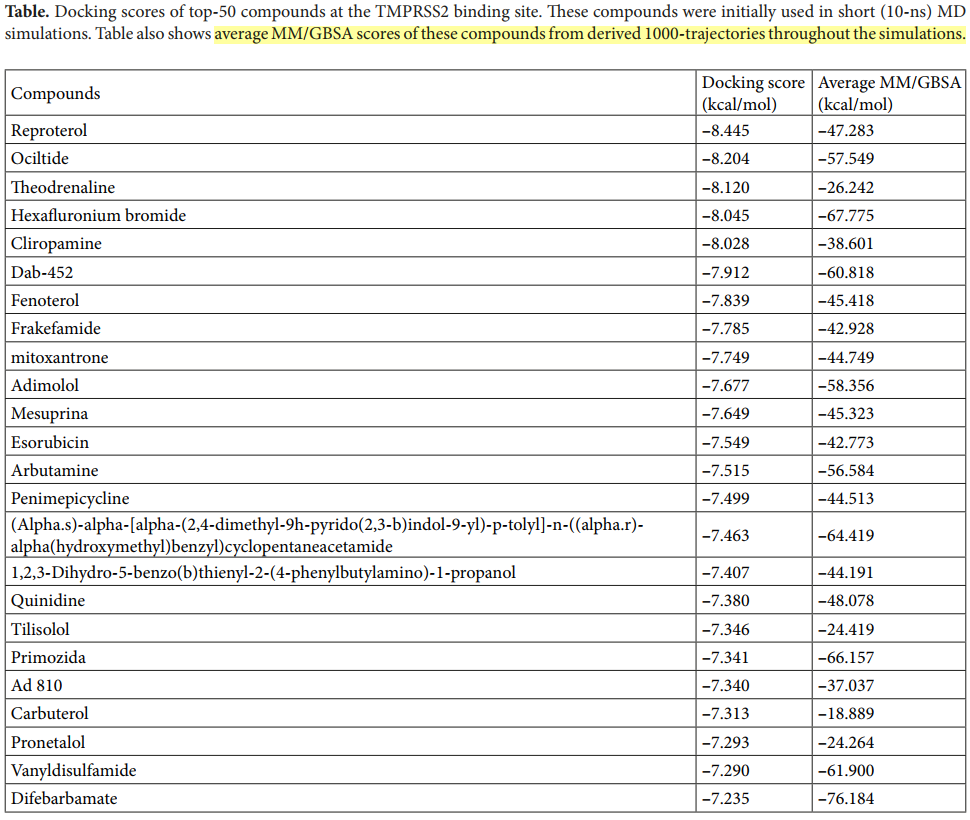 Table. Docking scores of top-50 compounds at the TMPRSS2 binding site. These compounds were initially used in short (10-ns) MD
simulations. Table also shows average MM/GBSA scores of these compounds from derived 1000-trajectories throughout the simulations.
Compounds Docking score (kcal/mol) Average MM/GBSA (kcal/mol)
Reproterol –8.445 –47.283
Ociltide –8.204 –57.549
Theodrenaline –8.120 –26.242
Hexafluronium bromide –8.045 –67.775
Cliropamine –8.028 –38.601
Dab-452 –7.912 –60.818
Fenoterol –7.839 –45.418
Frakefamide –7.785 –42.928
mitoxantrone –7.749 –44.749
Adimolol –7.677 –58.356
Mesuprina –7.649 –45.323
Esorubicin –7.549 –42.773
Arbutamine –7.515 –56.584
Penimepicycline –7.499 –44.513
(Alpha.s)-alpha-[alpha-(2,4-dimethyl-9h-pyrido(2,3-b)indol-9-yl)-p-tolyl]-n-((alpha.r)-
alpha(hydroxymethyl)benzyl)cyclopentaneacetamide –7.463 –64.419
1,2,3-Dihydro-5-benzo(b)thienyl-2-(4-phenylbutylamino)-1-propanol –7.407 –44.191
Quinidine –7.380 –48.078
Tilisolol –7.346 –24.419
Primozida –7.341 –66.157
Ad 810 –7.340 –37.037
Carbuterol –7.313 –18.889
Pronetalol –7.293 –24.264
Vanyldisulfamide –7.290 –61.900
Difebarbamate –7.235 –76.184